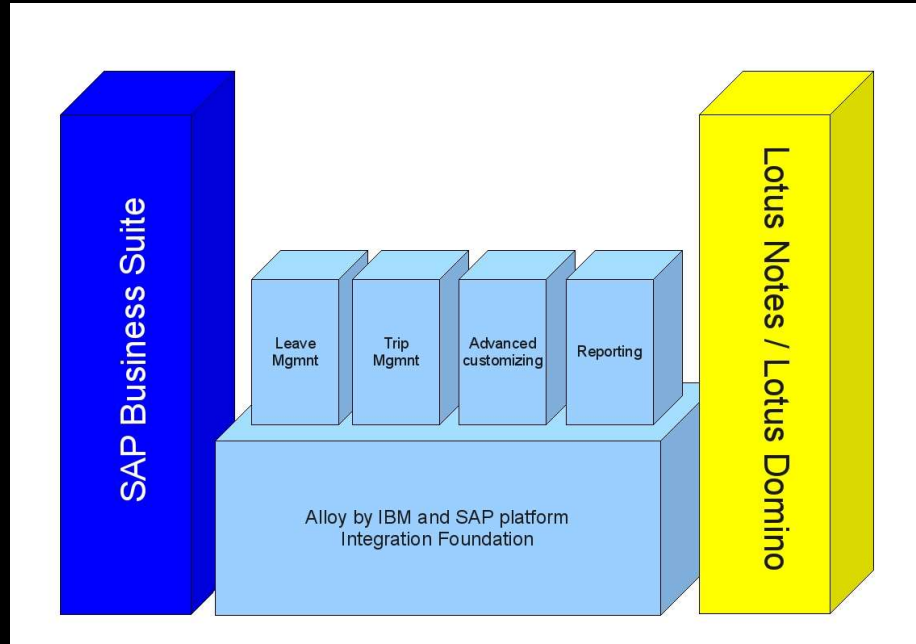 SAP Business Suite
Leave
Mgmnt
Trip
Mgmnt
Advanced
customizing
Reporting
Alloy by IBM and SAP platform
Integration Foundation
Lotus Notes / Lotus Domino